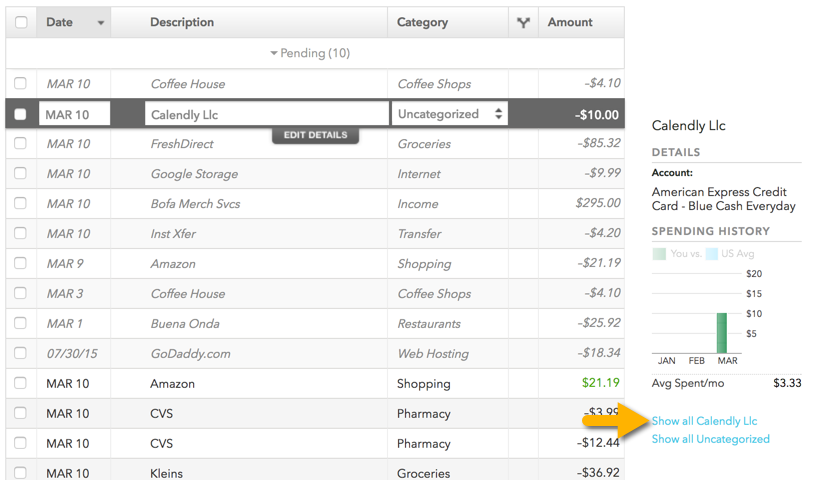 Date Description Category Amount
Pending (10)
MAR 10 Coffee House Coffee Shops -$4.10
MAR 10 Calendly Llc Uncategorized -$10.00
EDIT DETAILS
MAR 10 FreshDirect Groceries -$85.32
MAR 10 Google Storage Internet -$9.99
MAR 10 Bofa Merch Svcs Income $295.00
MAR 10 Inst Xfer Transfer -$4.20
MAR 9 Amazon Shopping -$21.19
MAR 3 Coffee House Coffee Shops -$4.10
MAR 1 Buena Onda Restaurants -$25.92
07/30/15 GoDaddy.com Web Hosting -$18.34
MAR 10 Amazon Shopping $21.19
MAR 10 CVS Pharmacy -$3.99
MAR 10 CVS Pharmacy -$12.44
MAR 10 Kleins Groceries -$36.92
Calendly Llc
DETAILS
Account:
American Express Credit
Card - Blue Cash Everyday
SPENDING HISTORY
You vs. US Avg
$20
$15
$10
$5
JAN FEB MAR
Avg Spent/mo $3.33
Show all Calendly Llc
Show all Uncategorized